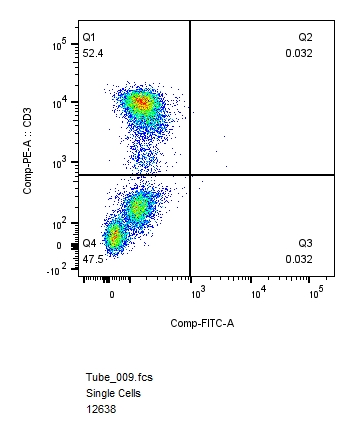 Q1
52.4
Q2
0.032
10^5
10^4
10^3
10^2
0
-10^2
Comp-PE-A :: CD3
Q4
47.5
Q3
0.032
0
10^3
10^4
10^5
Comp-FITC-A
Tube_009.fcs
Single Cells
12638